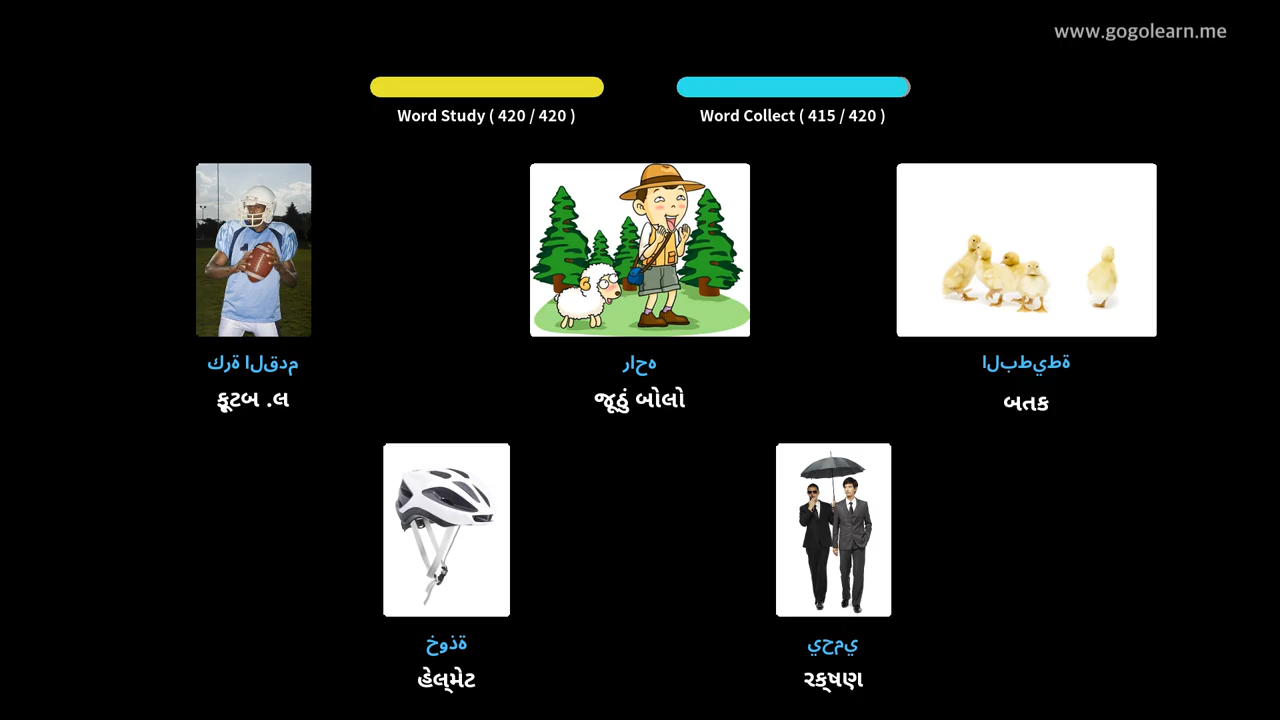 www.gogolearn.me
Word Study ( 420 / 420 )
Word Collect ( 415 / 420 )
كرة القدم
ફૂટબ .લ
راحه
જૂઠું બોલો
البطيطة
બતક
خوذة
હેલ્મેટ
يحمي
રક્ષણ